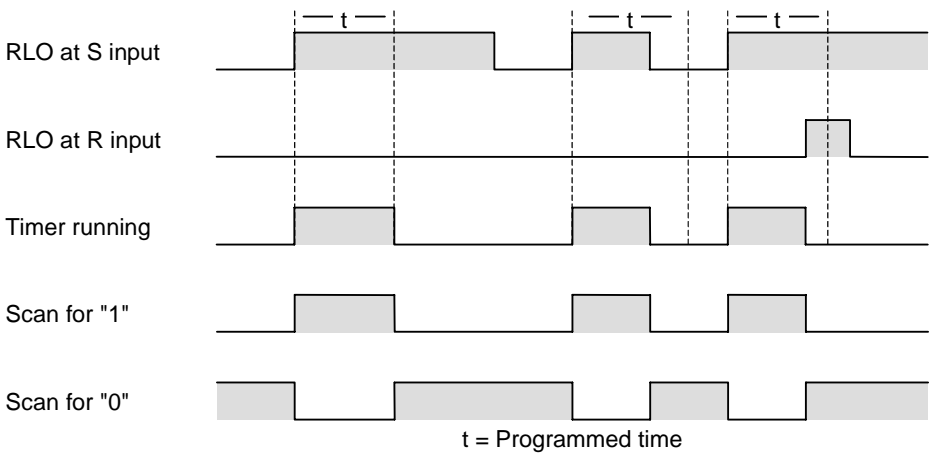 t t t
RLO at S input
RLO at R input
Timer running
Scan for "1"
Scan for "0"
t = Programmed time